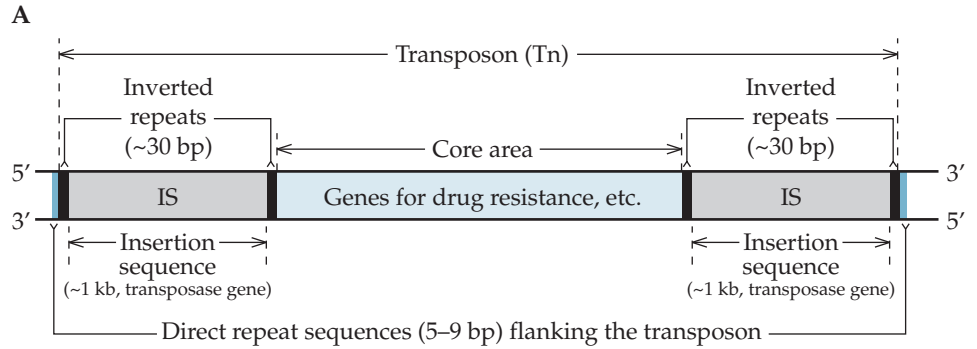 A
Transposon (Tn)
Inverted
repeats
(~30 bp)
Inverted
repeats
(~30 bp)
Core area
5′
3′
IS
Genes for drug resistance, etc.
IS
3′
5′
Insertion
sequence
(~1 kb, transposase gene)
Insertion
sequence
(~1 kb, transposase gene)
Direct repeat sequences (5–9 bp) flanking the transposon